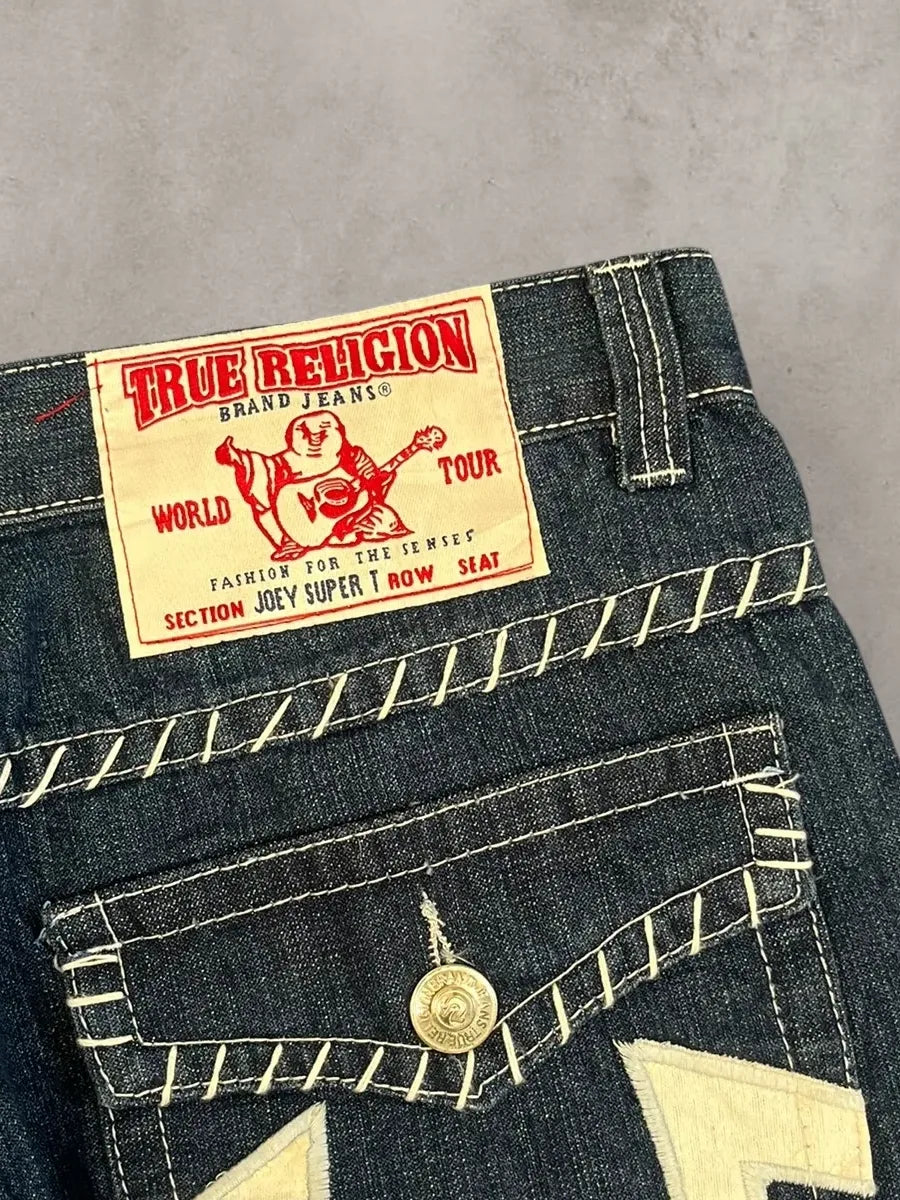 TRUE RELIGION
BRAND JEANS®
WORLD TOUR
FASHION FOR THE SENSES
SECTION JOEY SUPER T ROW SEAT